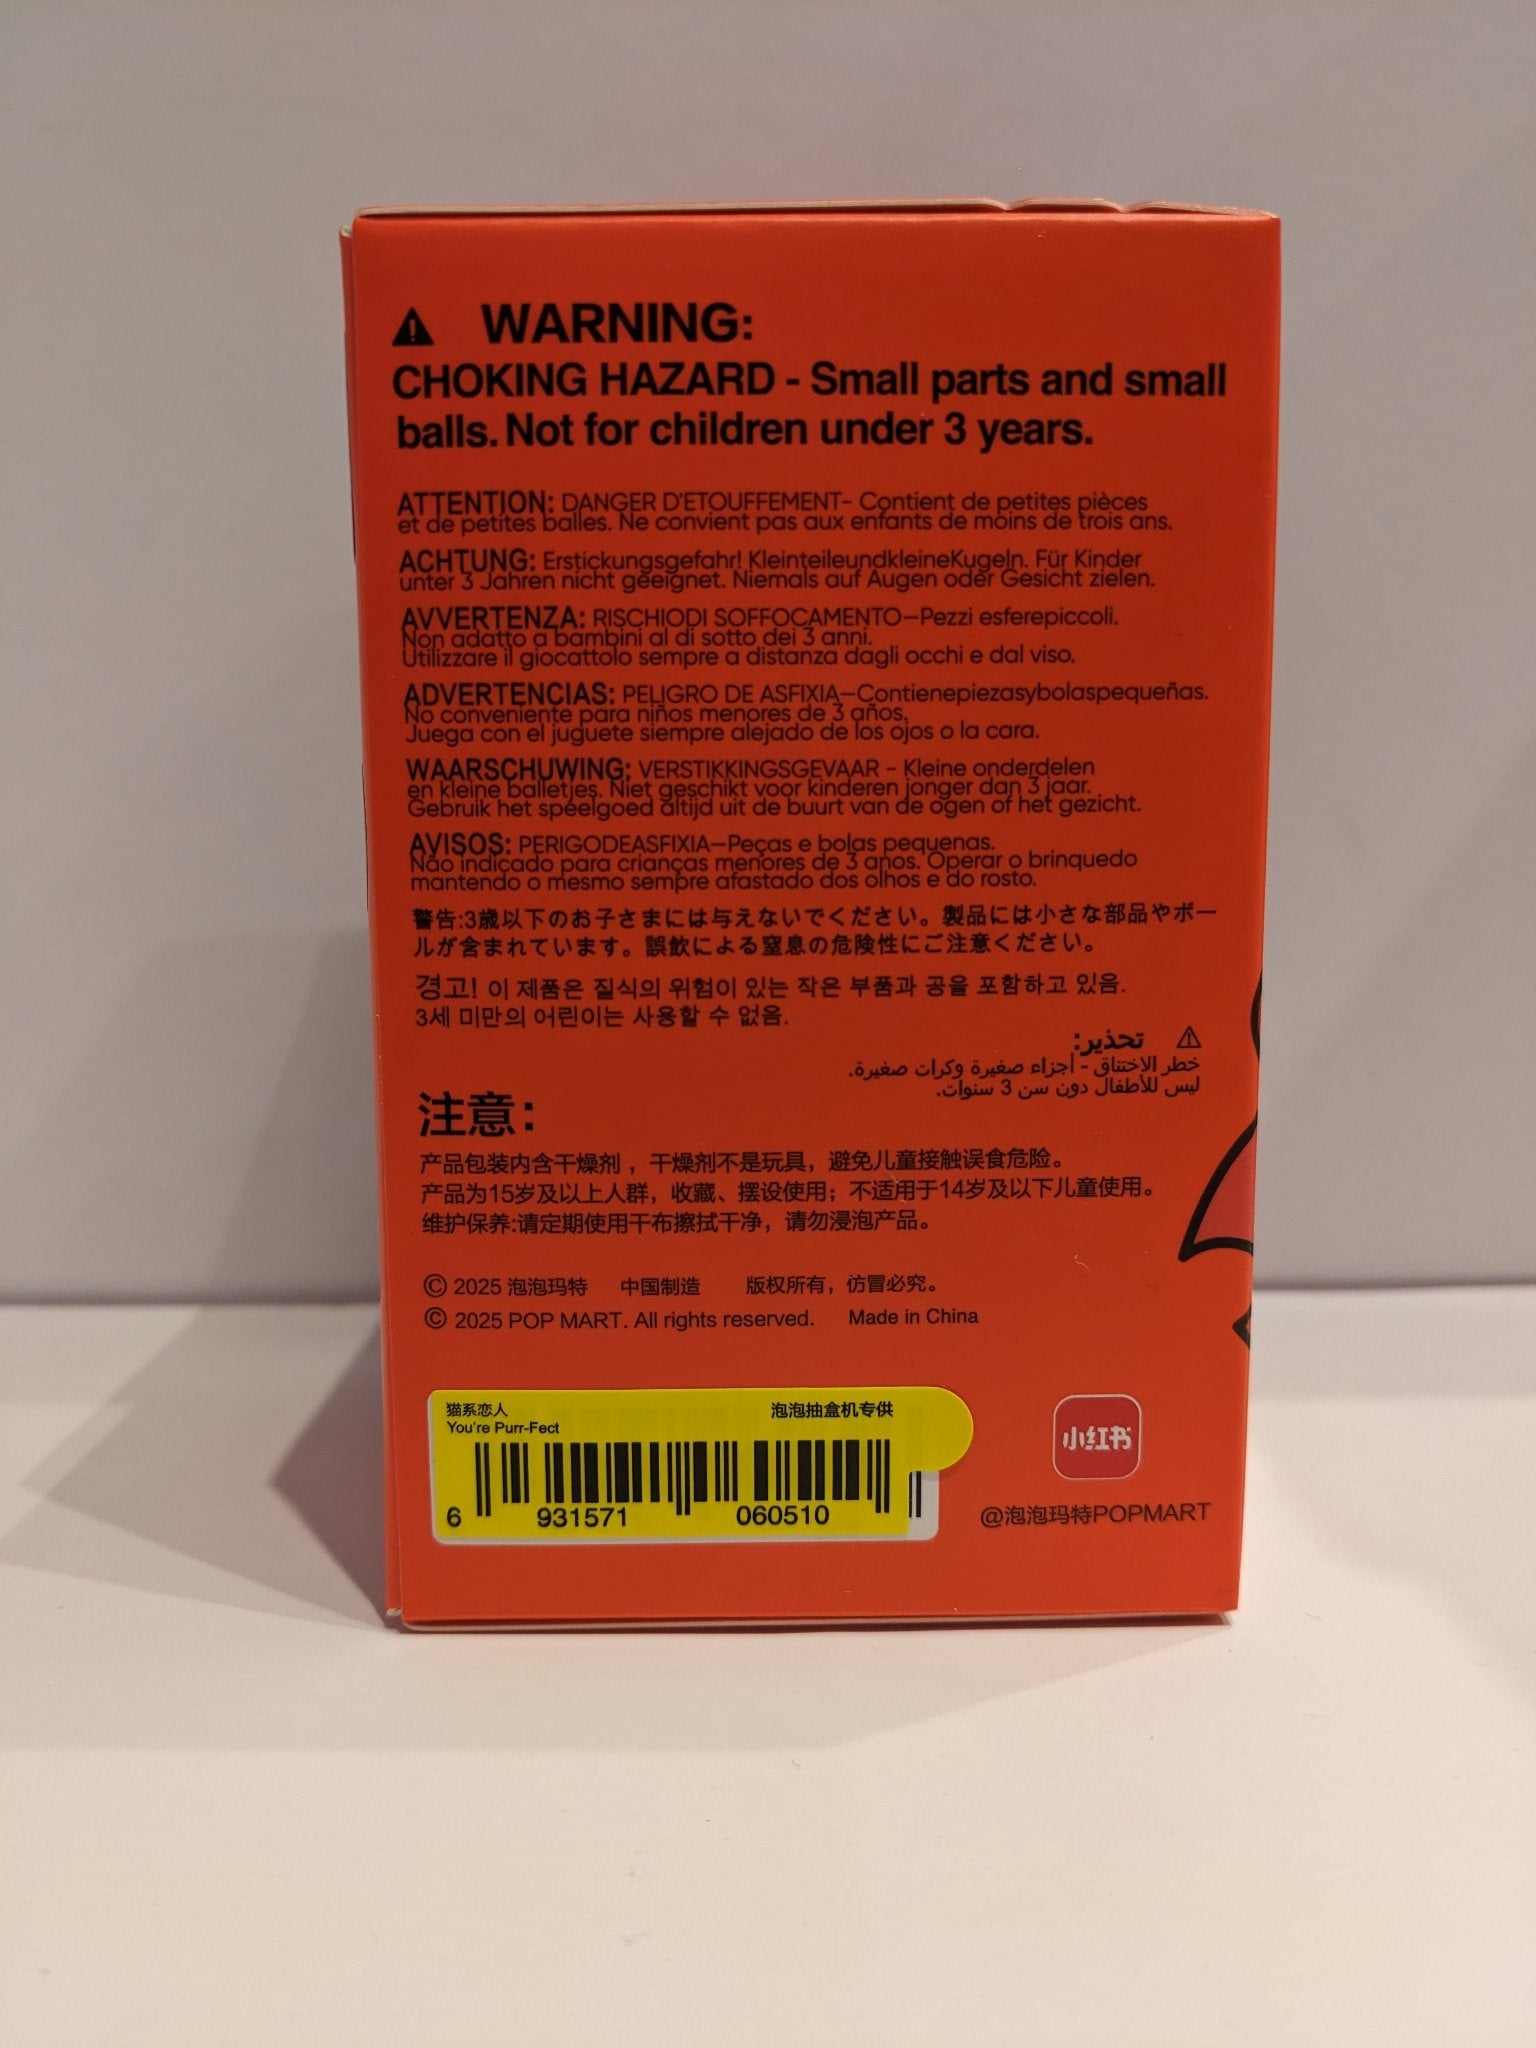 WARNING:
CHOKING HAZARD - Small parts and small
balls. Not for children under 3 years.
ATTENTION: DANGER D'ETOUFFEMENT- Contient de petites pièces
et de petites balles. Ne convient pas aux enfants de moins de trois ans.
ACHTUNG: Erstickungsgefahr! KleinteileundkleineKugeln. Für Kinder
unter 3 Jahren nicht geeignet. Niemals auf Augen oder Gesicht zielen.
AVVERTENZA: RISCHIODI SOFFOCAMENTO—Pezzi esferepiccoli.
Non adatto a bambini al di sotto dei 3 anni.
Utilizzare il giocattolo sempre a distanza dagli occhi e dal viso.
ADVERTENCIAS: PELIGRO DE ASFIXIA—Contienepiezasybolaspequeñas.
No conveniente para niños menores de 3 años.
Juega con el juguete siempre alejado de los ojos o la cara.
WAARSCHUWING; VERSTIKKINGSGEVAAR - Kleine onderdelen
en kleine balletjes. Niet geschikt voor kinderen jonger dan 3 jaar.
Gebruik het speelgoed altijd uit de buurt van de ogen of het gezicht.
AVISOS: PERIGODEASFIXIA—Peças e bolas pequenas.
Não indicado para crianças menores de 3 anos. Operar o brinquedo
mantendo o mesmo sempre afastado dos olhos e do rosto.
警告:3歳以下のお子さまには与えないでください。製品には小さな部品やボー
ルが含まれています。誤飲による窒息の危険性にご注意ください。
경고! 이 제품은 질식의 위험이 있는 작은 부품과 공을 포함하고 있음.
3세 미만의 어린이는 사용할 수 없음.
تحذير:
خطر الاختناق - أجزاء صغيرة وكرات صغيرة.
ليس للأطفال دون سن 3 سنوات.
注意：
产品包装内含干燥剂，干燥剂不是玩具，避免儿童接触误食危险。
产品为15岁及以上人群，收藏、摆设使用；不适用于14岁及以下儿童使用。
维护保养:请定期使用干布擦拭干净，请勿浸泡产品。
© 2025 泡泡玛特 中国制造 版权所有，仿冒必究。
© 2025 POP MART. All rights reserved. Made in China
猫系恋人 泡泡抽盒机专供
You're Purr-Fect
6 931571 060510
小红书
@泡泡玛特POPMART